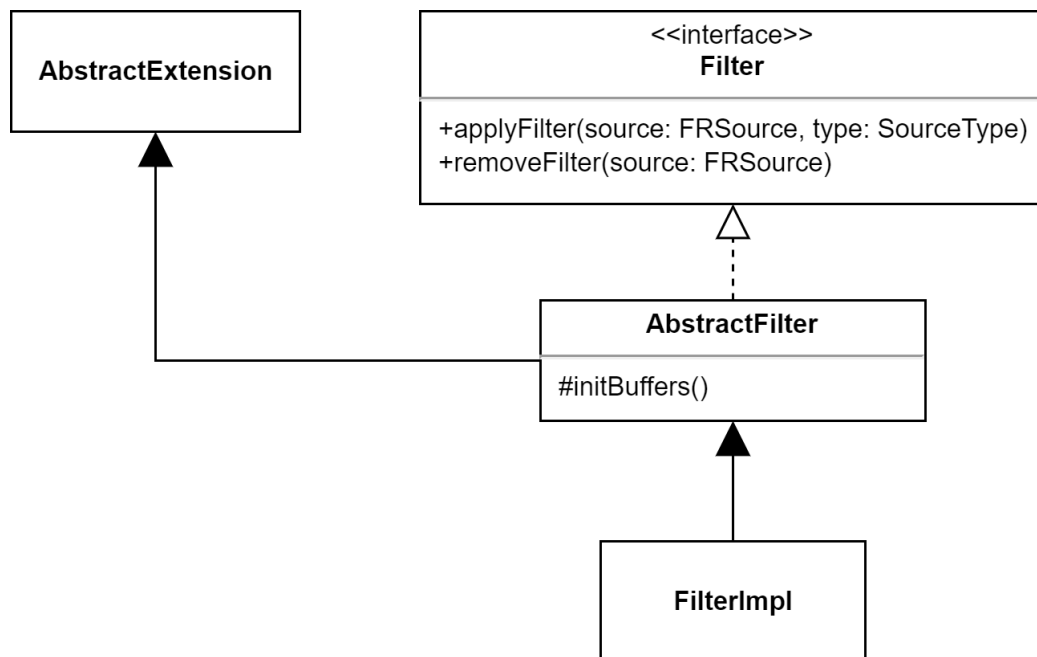 AbstractExtension
<<interface>>
Filter
+applyFilter(source: FRSource, type: SourceType)
+removeFilter(source: FRSource)
AbstractFilter
#initBuffers()
FilterImpl